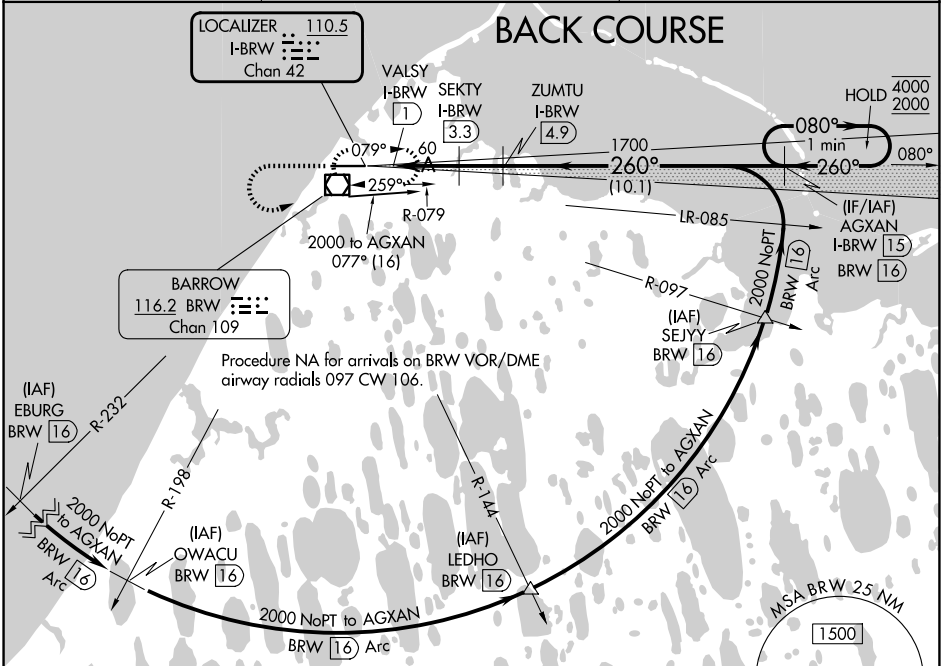 BACK COURSE
LOCALIZER 110.5
I-BRW
Chan 42
VALSY
I-BRW
1
SEKTY
I-BRW
3.3
ZUMTU
I-BRW
4.9
HOLD 4000
2000
080°
1 min
260°
080°
1700
260°
(10.1)
079°
60
259°
R-079
2000 to AGXAN
077° (16)
LR-085
(IF/IAF)
AGXAN
I-BRW 15
BRW 16
BARROW
116.2 BRW
Chan 109
R-097
(IAF)
SEJYY
BRW 16
2000 NoPT
BRW 16
Arc
Procedure NA for arrivals on BRW VOR/DME
airway radials 097 CW 106.
(IAF)
EBURG
BRW 16
R-232
R-198
R-144
2000 NoPT
to AGXAN
BRW 16
Arc
(IAF)
OWACU
BRW 16
(IAF)
LEDHO
BRW 16
2000 NoPT to AGXAN
BRW 16 Arc
2000 NoPT to AGXAN
BRW 16 Arc
MSA BRW 25 NM
1500